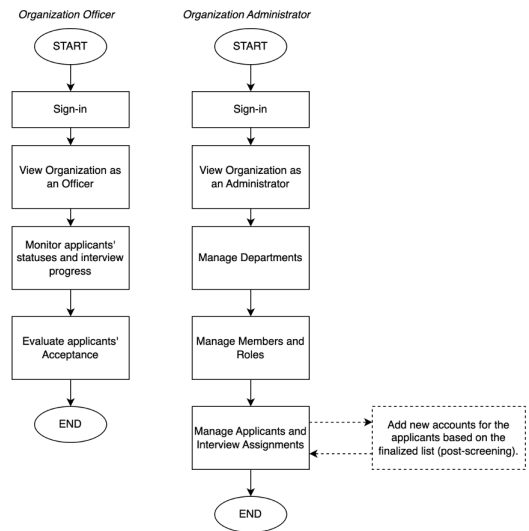 Organization Officer
START
Sign-in
View Organization as
an Officer
Monitor applicants'
statuses and interview
progress
Evaluate applicants'
Acceptance
END
Organization Administrator
START
Sign-in
View Organization as
an Administrator
Manage Departments
Manage Members and
Roles
Manage Applicants and
Interview Assignments
Add new accounts for the
applicants based on the
finalized list (post-screening).
END